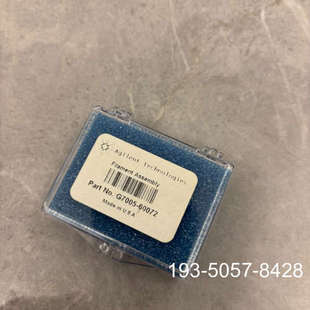 Agilent Technologies
Filament Assembly
Part No. G7005-60072
Made in U.S.A
193-5057-8428